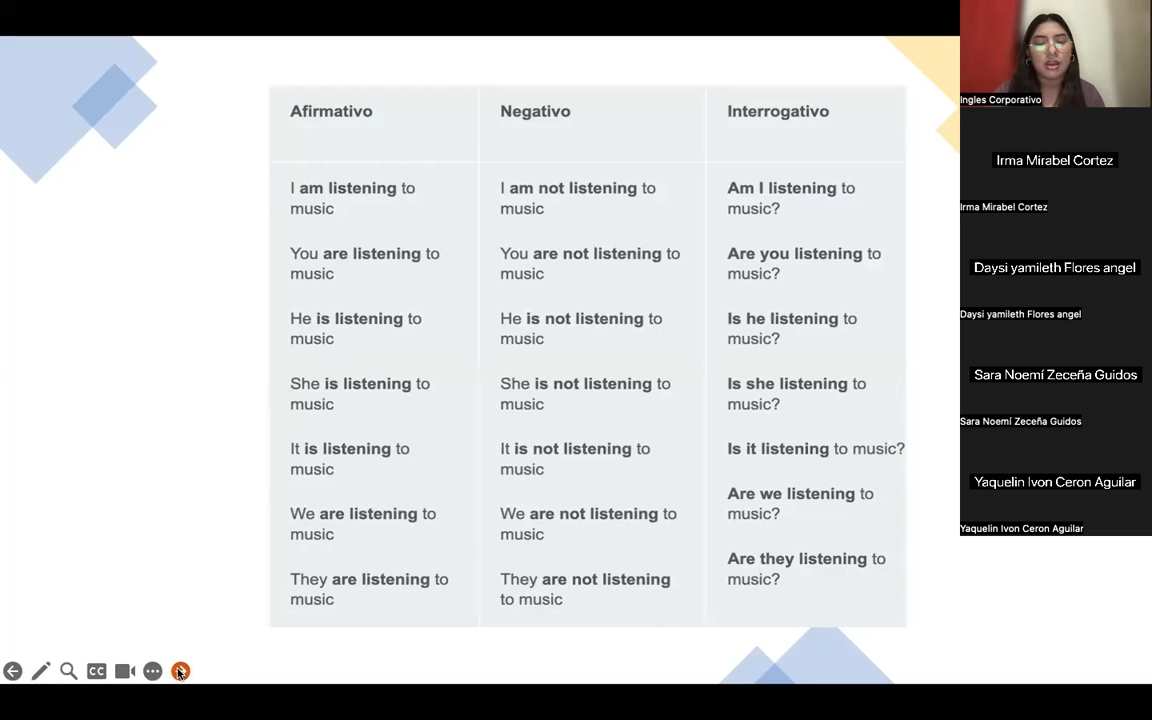 Afirmativo
Negativo
Interrogativo
I am listening to
music
I am not listening to
music
Am I listening to
music?
You are listening to
music
You are not listening to
music
Are you listening to
music?
He is listening to
music
He is not listening to
music
Is he listening to
music?
She is listening to
music
She is not listening to
music
Is she listening to
music?
It is listening to
music
It is not listening to
music
Is it listening to music?
We are listening to
music
We are not listening to
music
Are we listening to
music?
They are listening to
music
They are not listening
to music
Are they listening to
music?
CC
Ingles Corporativo
Irma Mirabel Cortez
Irma Mirabel Cortez
Daysi yamileth Flores angel
Daysi yamileth Flores angel
Sara Noemí Zeceña Guidos
Sara Noemí Zeceña Guidos
Yaquelin Ivon Ceron Aguilar
Yaquelin Ivon Ceron Aguilar